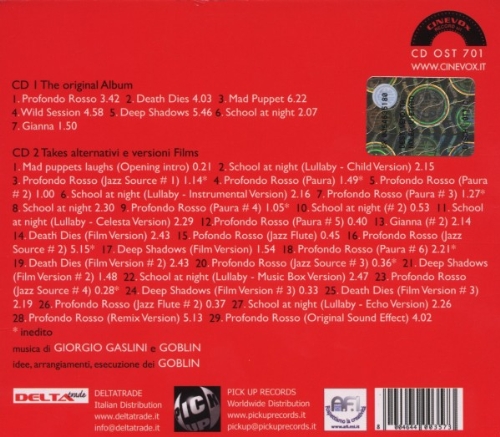 CINEVOX
RECORD
CD OST 701
WWW.CINEVOX.IT
CD 1 The original Album
1. Profondo Rosso 3.42 2. Death Dies 4.03 3. Mad Puppet 6.22
4. Wild Session 4.58 5. Deep Shadows 5.46 6. School at night 2.07
7. Gianna 1.50
CD 2 Takes alternativi e versioni Films
1. Mad puppets laughs (Opening intro) 0.21 2. School at night (Lullaby - Child Version) 2.15
3. Profondo Rosso (Jazz Source # 1) 1.14* 4. Profondo Rosso (Paura) 1.49* 5. Profondo Rosso (Paura
# 2) 1.00 6. School at night (Lullaby - Instrumental Version) 2.16 7. Profondo Rosso (Paura # 3) 1.27*
8. School at night 2.30 9. Profondo Rosso (Paura # 4) 1.05* 10. School at night (# 2) 0.53 11. School
at night (Lullaby - Celesta Version) 2.29 12. Profondo Rosso (Paura # 5) 0.40 13. Gianna (# 2) 2.14
14. Death Dies (Film Version) 2.43 15. Pofondo Rosso (Jazz Flute) 0.45 16. Profondo Rosso (Jazz
Source # 2) 5.15* 17. Deep Shadows (Film Version) 1.54 18. Profondo Rosso (Paura # 6) 2.21*
19. Death Dies (Film Version # 2) 2.43 20. Profondo Rosso (Jazz Source # 3) 0.36* 21. Deep Shadows
(Film Version # 2) 1.48 22. School at night (Lullaby - Music Box Version) 2.47 23. Profondo Rosso
(Jazz Source # 4) 0.28* 24. Deep Shadows (Film Version # 3) 0.33 25. Death Dies (Film Version # 3)
2.19 26. Profondo Rosso (Jazz Flute # 2) 0.37 27. School at night (Lullaby - Echo Version) 2.26
28. Profondo Rosso (Remix Version) 5.13 29. Profondo Rosso (Original Sound Effect) 4.02
* inedito
musica di GIORGIO GASLINI e GOBLIN
idee, arrangiamenti, esecuzione dei GOBLIN
DELTA trade
DELTATRADE
Italian Distribution
www.deltatrade.it
deltatrade@deltatrade.it
PICK UP
PICK UP RECORDS
Worldwide Distribution
www.pickuprecords.it
pickup@pickuprecords.it
AFI
www.afi.mi.it